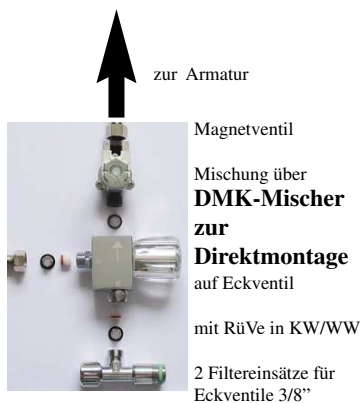 zur Armatur
Magnetventil
Mischung über
DMK-Mischer
zur
Direktmontage
auf Eckventil
mit RüVe in KW/WW
2 Filtereinsätze für
Eckventile 3/8”